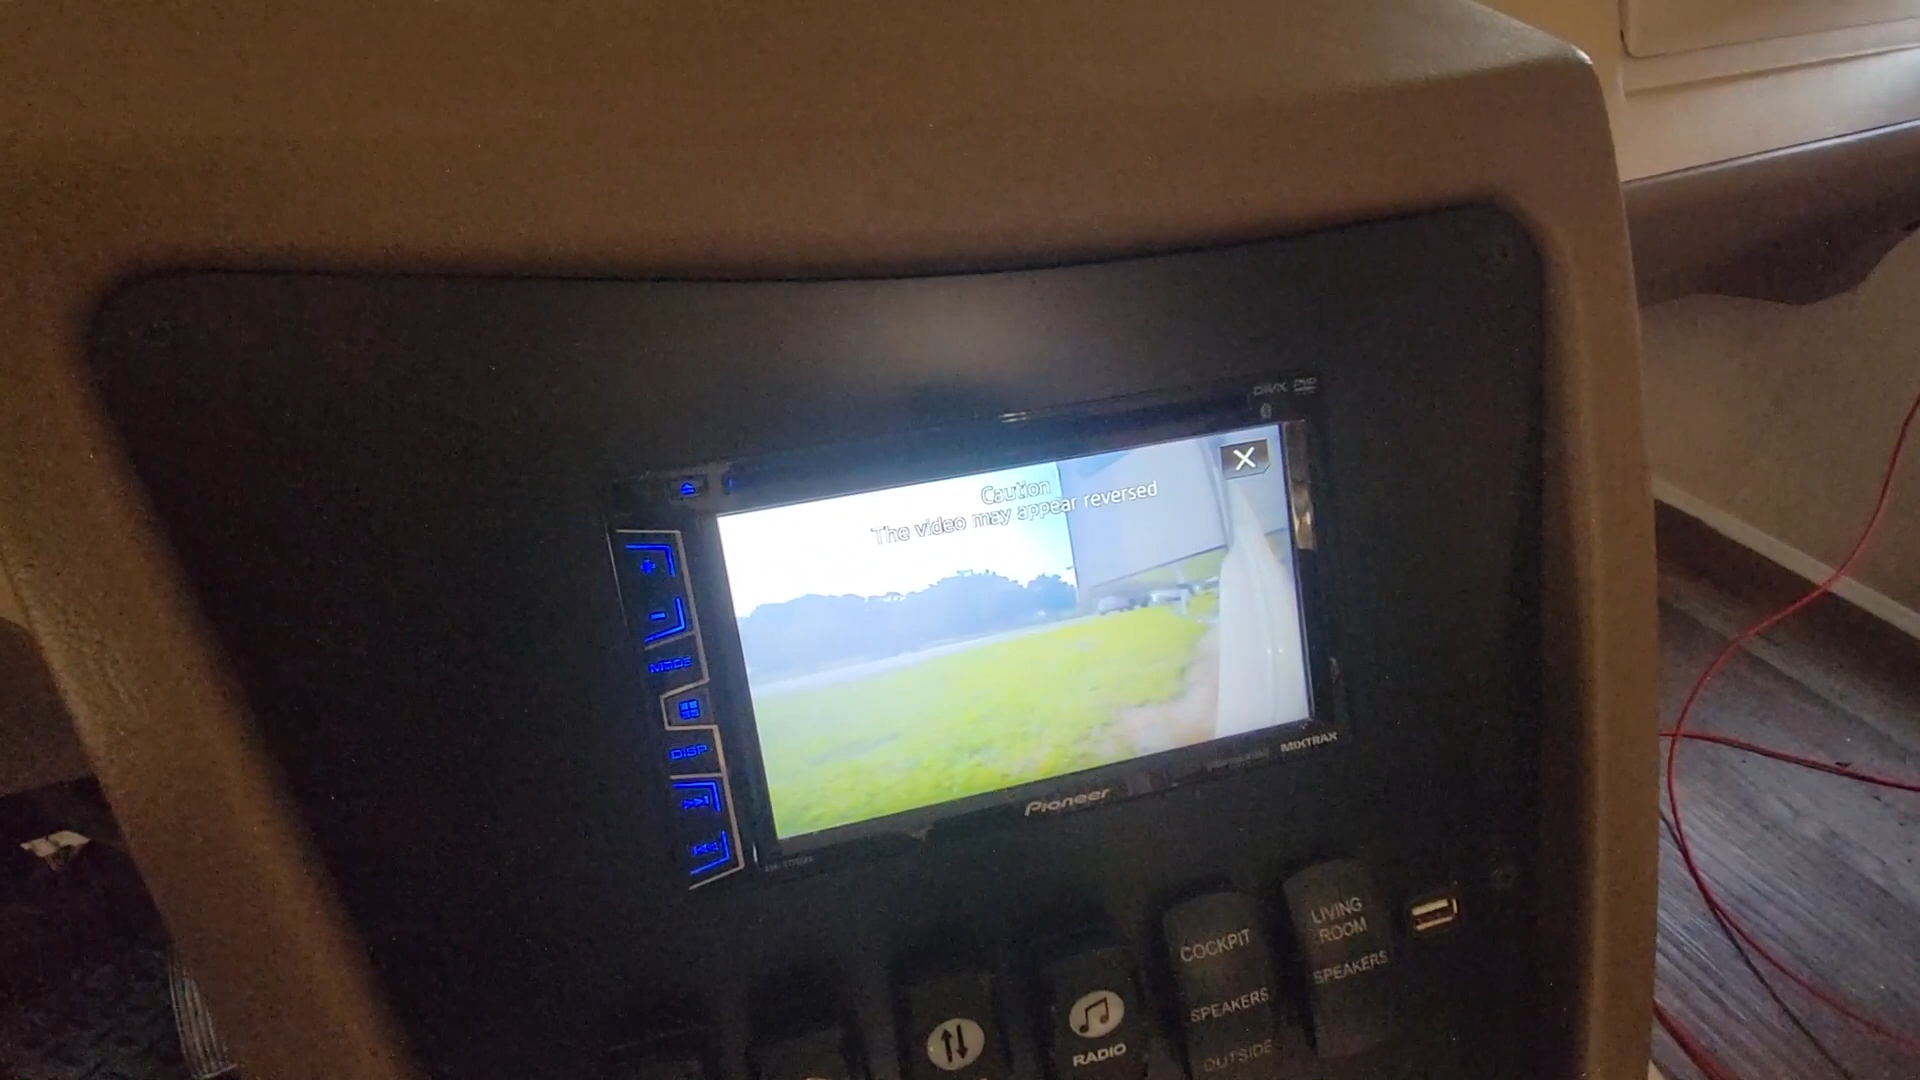 DIVX DVD
Caution
The video may appear reversed
MODE
DISP
MIXTRAX
Pioneer
LIVING
ROOM
SPEAKERS
COCKPIT
SPEAKERS
OUTSIDE
RADIO